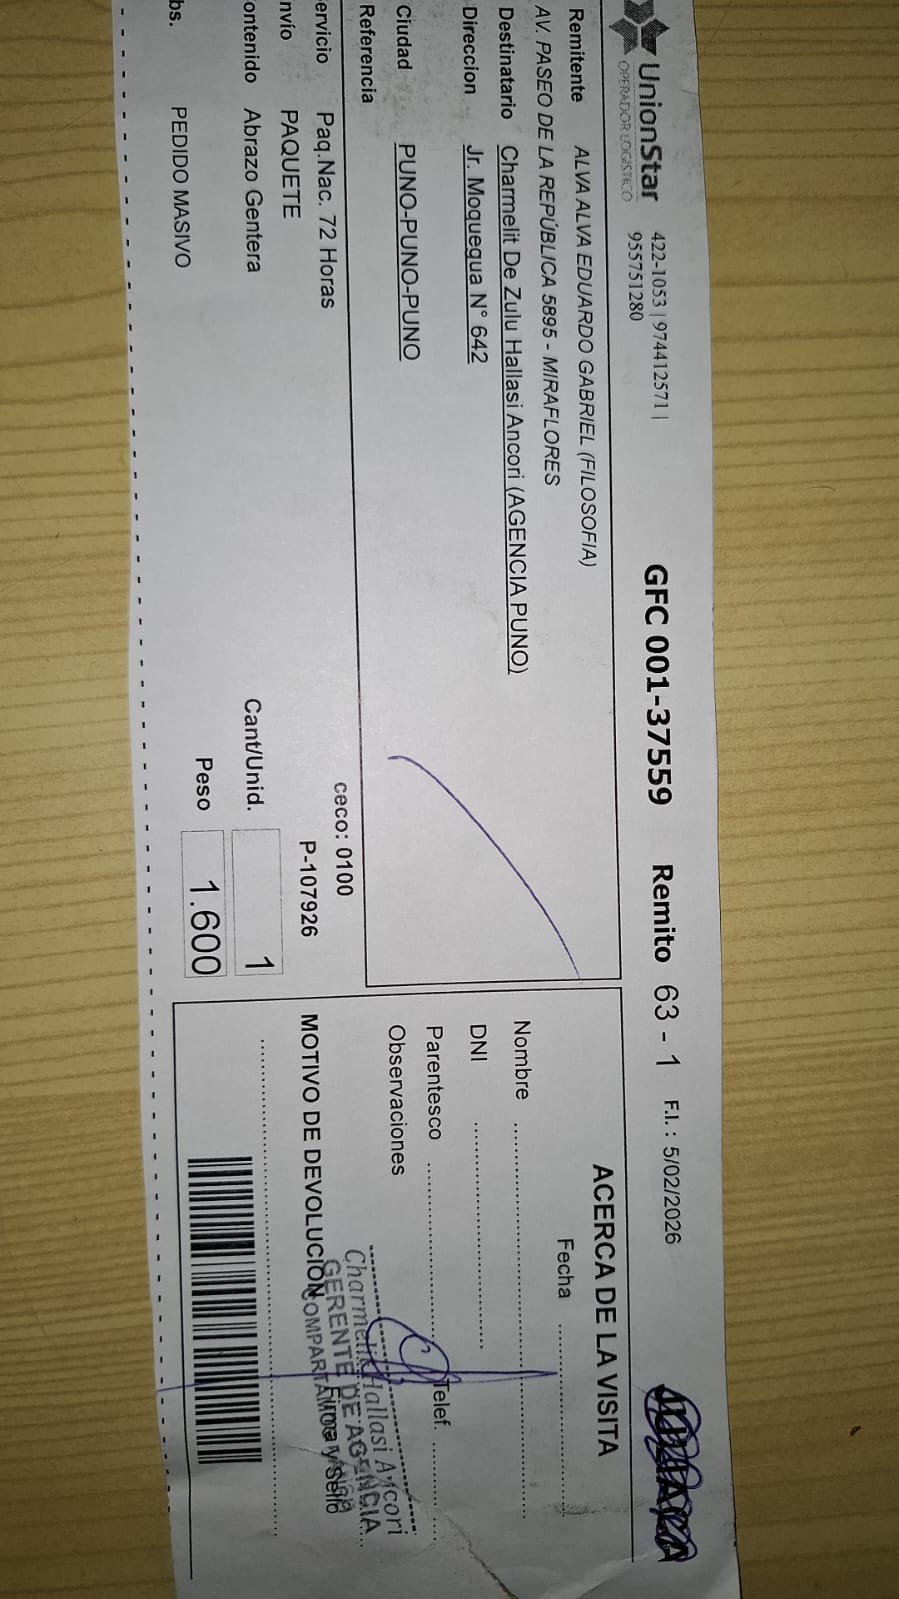 UnionStar
OPERADOR LOGISTICO
422-1053 | 974412571 |
955751280
GFC 001-37559 Remito 63 - 1 F.I. : 5/02/2026
Remitente ALVA ALVA EDUARDO GABRIEL (FILOSOFIA)
AV. PASEO DE LA REPÚBLICA 5895 - MIRAFLORES
Destinatario Charmelit De Zulu Hallasi Ancori (AGENCIA PUNO)
Direccion Jr. Moquegua N° 642
Ciudad PUNO-PUNO-PUNO
Referencia
ervicio Paq.Nac. 72 Horas
ceco: 0100
nvío PAQUETE
P-107926
ontenido Abrazo Gentera
Cant/Unid. 1
bs. PEDIDO MASIVO
Peso 1.600
ACERCA DE LA VISITA
Fecha
Nombre
DNI
Parentesco
Telef.
Observaciones
Hallasi Ancori
GERENTE DE AGENCIA
MOTIVO DE DEVOLUCIÓN
Firma y Sello